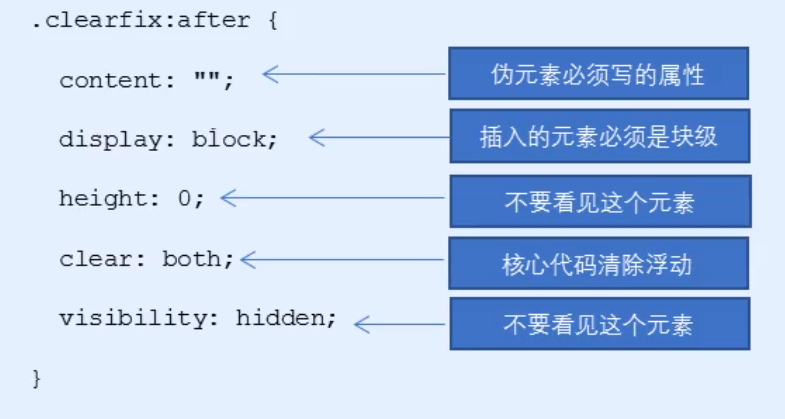 .clearfix:after {
content: ""; 伪元素必须写的属性
display: block; 插入的元素必须是块级
height: 0; 不要看见这个元素
clear: both; 核心代码清除浮动
visibility: hidden; 不要看见这个元素
}